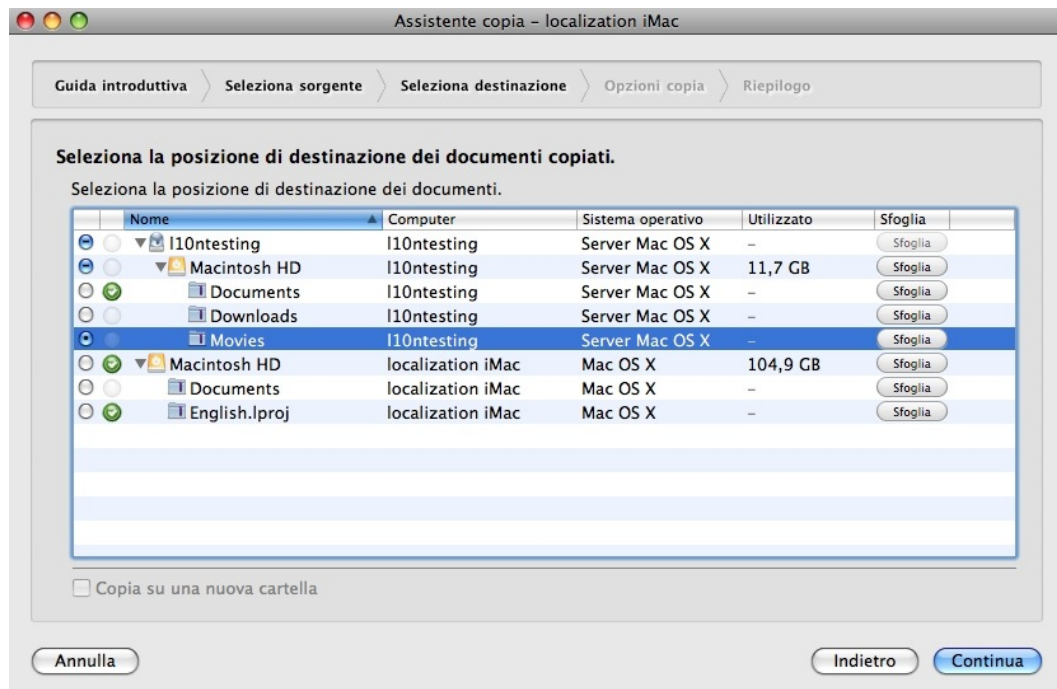 Assistente copia – localization iMac
Guida introduttiva Seleziona sorgente Seleziona destinazione Opzioni copia Riepilogo
Seleziona la posizione di destinazione dei documenti copiati.
Seleziona la posizione di destinazione dei documenti.
Nome Computer Sistema operativo Utilizzato Sfoglia
l10ntesting l10ntesting Server Mac OS X – Sfoglia
Macintosh HD l10ntesting Server Mac OS X 11,7 GB Sfoglia
Documents l10ntesting Server Mac OS X – Sfoglia
Downloads l10ntesting Server Mac OS X – Sfoglia
Movies l10ntesting Server Mac OS X – Sfoglia
Macintosh HD localization iMac Mac OS X 104,9 GB Sfoglia
Documents localization iMac Mac OS X – Sfoglia
English.lproj localization iMac Mac OS X – Sfoglia
Copia su una nuova cartella
Annulla Indietro Continua